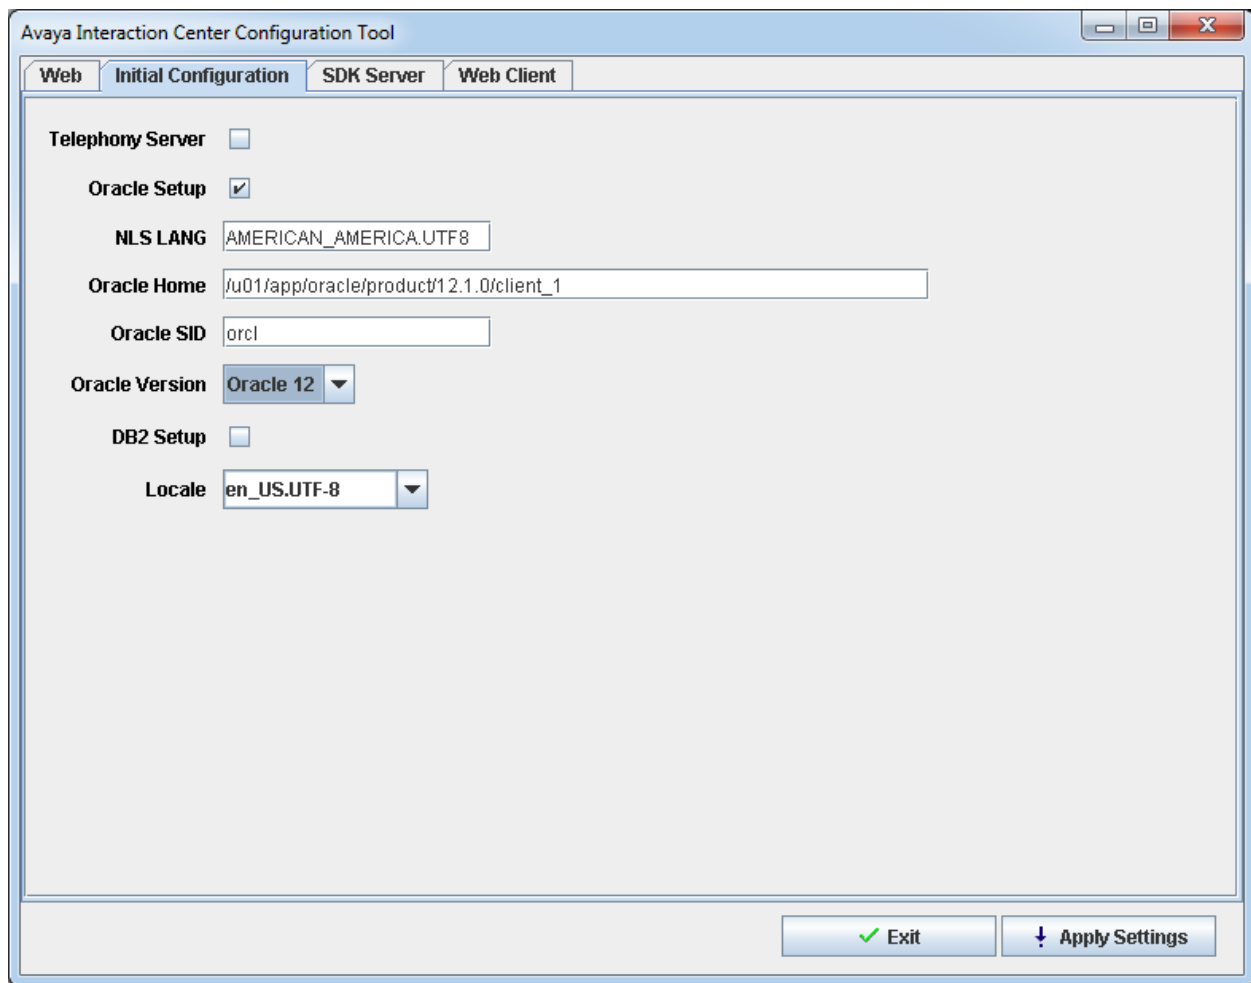 Avaya Interaction Center Configuration Tool
Web Initial Configuration SDK Server Web Client
Telephony Server
Oracle Setup
NLS LANG AMERICAN_AMERICA.UTF8
Oracle Home /u01/app/oracle/product/12.1.0/client_1
Oracle SID orcl
Oracle Version Oracle 12
DB2 Setup
Locale en_US.UTF-8
Exit Apply Settings